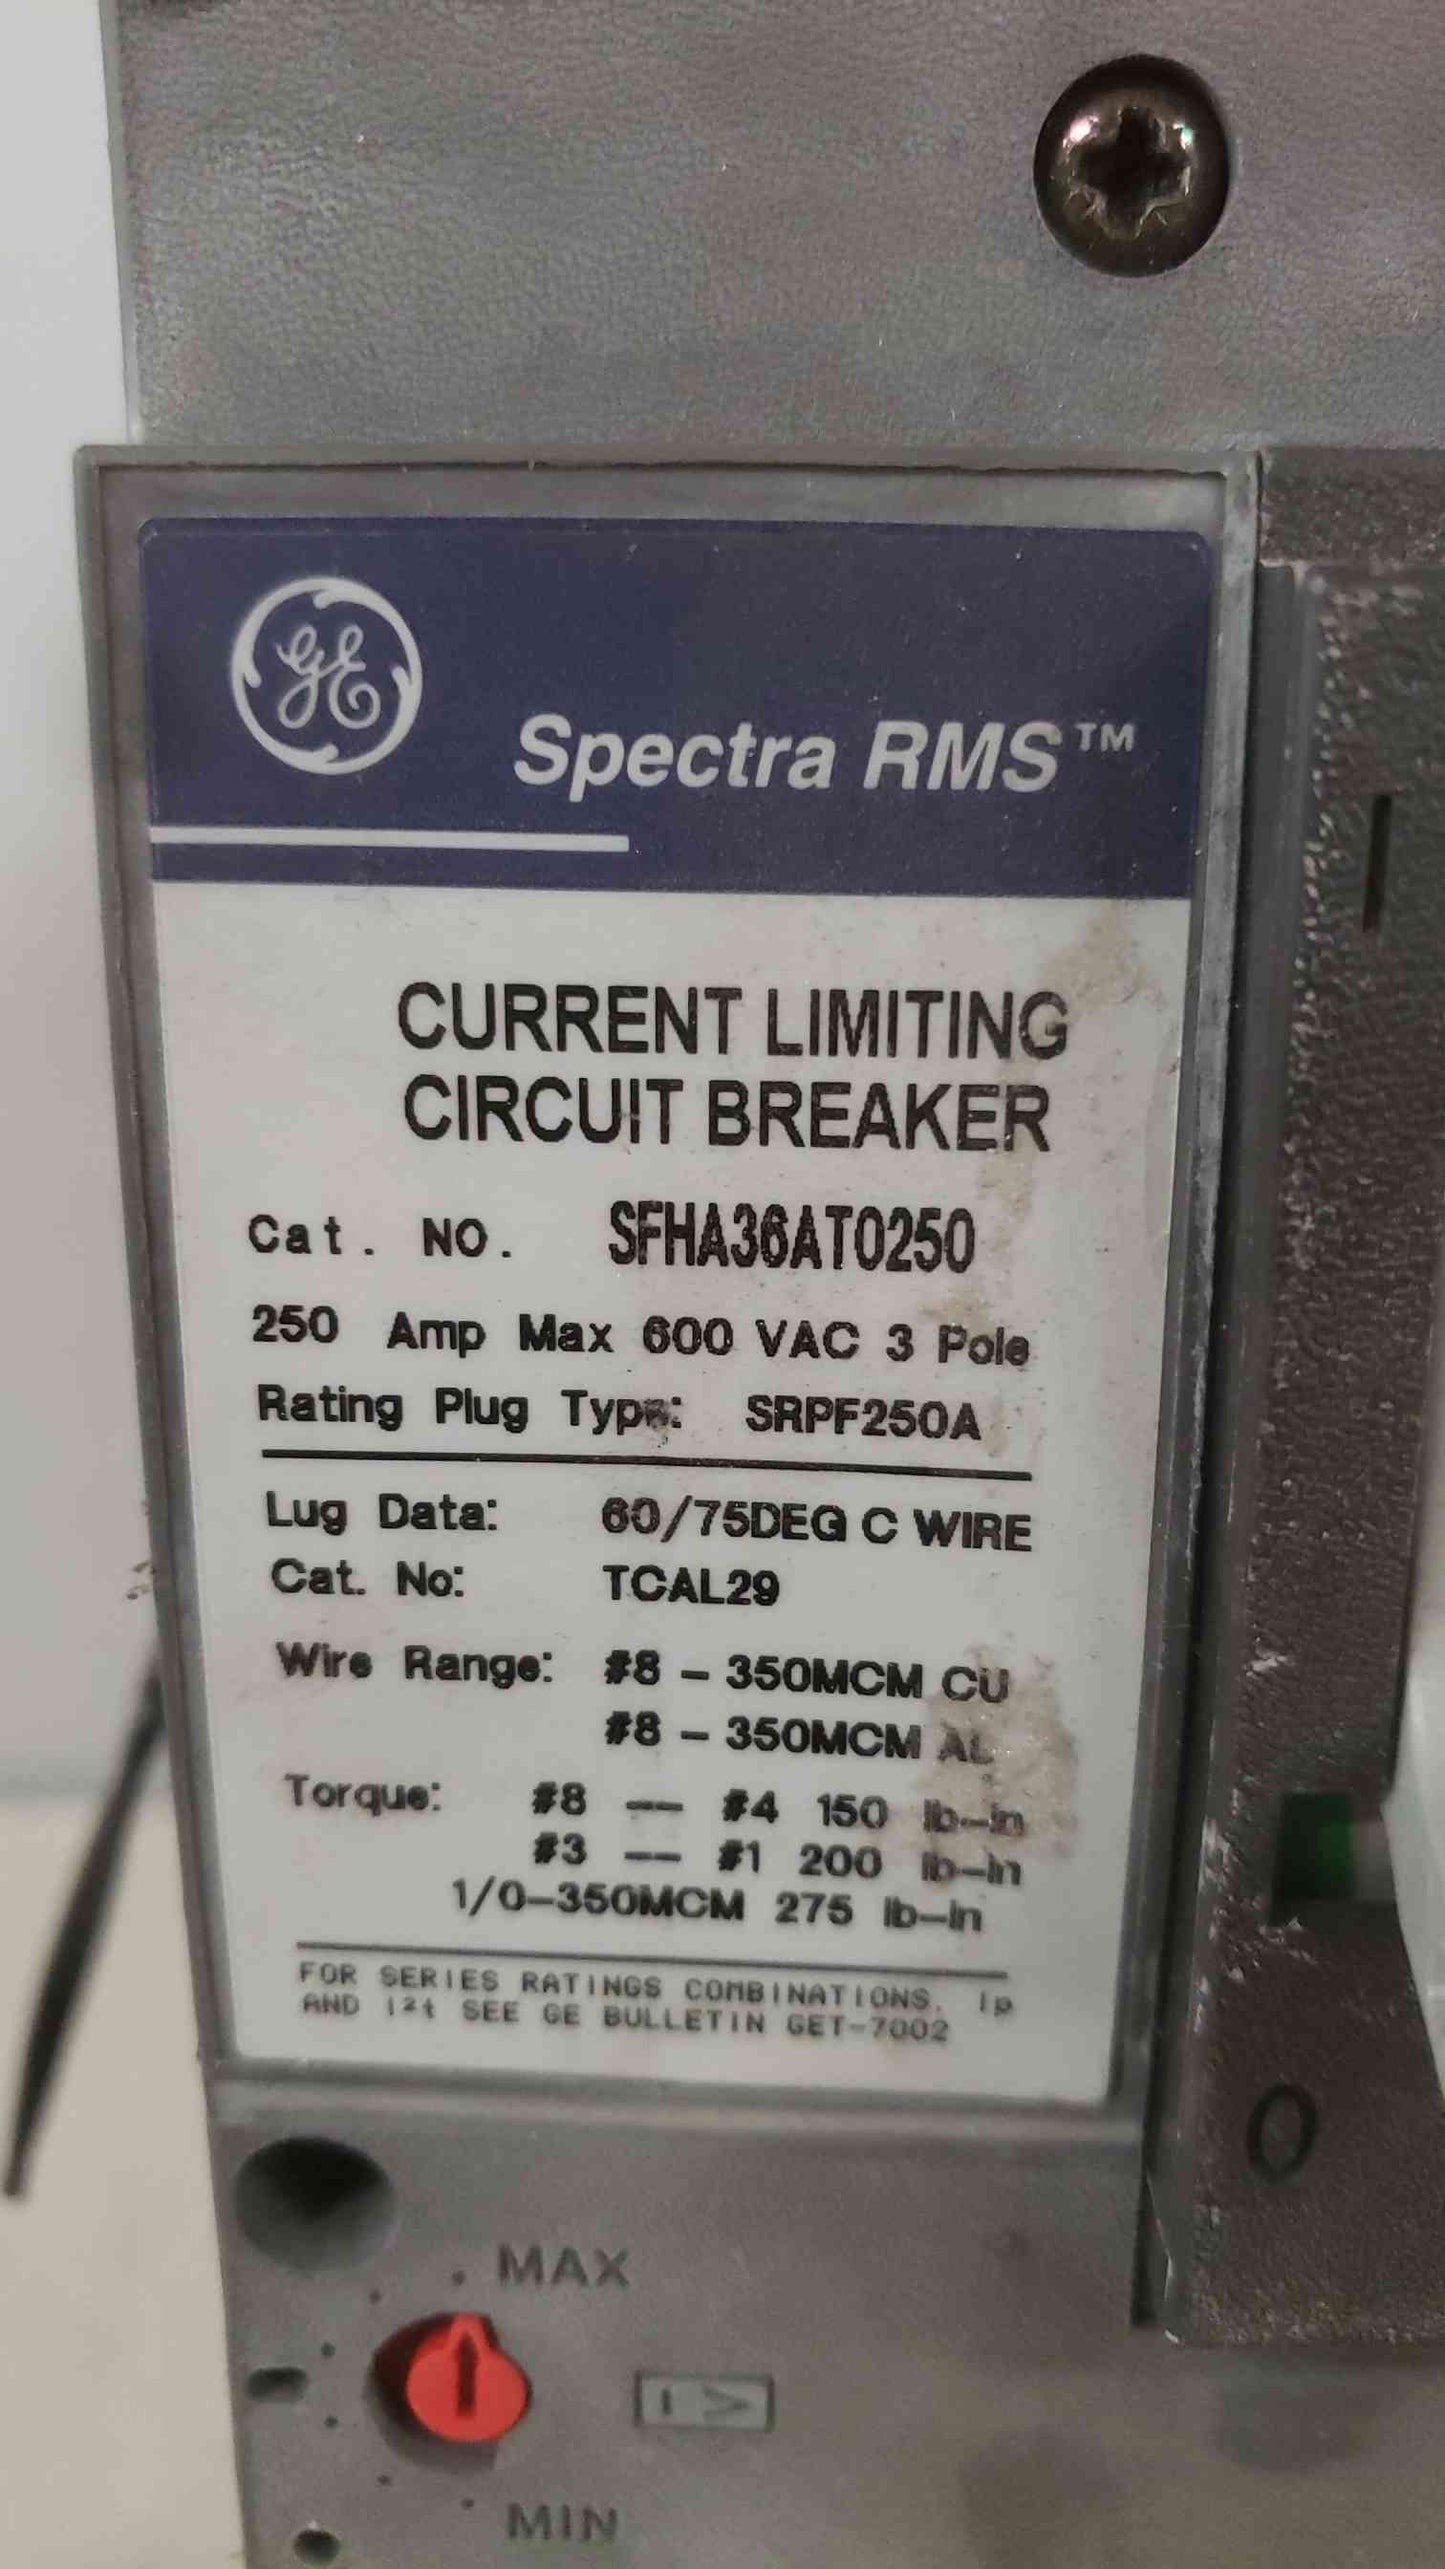 GE
Spectra RMS™
I
CURRENT LIMITING
CIRCUIT BREAKER
Cat. NO. SFHA36AT0250
250 Amp Max 600 VAC 3 Pole
Rating Plug Type: SRPF250A
Lug Data: 60/75DEG C WIRE
Cat. No: TCAL29
Wire Range: #8 - 350MCM CU
#8 - 350MCM AL
Torque: #8 -- #4 150 lb-in
#3 -- #1 200 lb-in
1/0-350MCM 275 lb-in
FOR SERIES RATINGS COMBINATIONS, Ip
AND I²t SEE GE BULLETIN GET-7002
O
MAX
I >
MIN